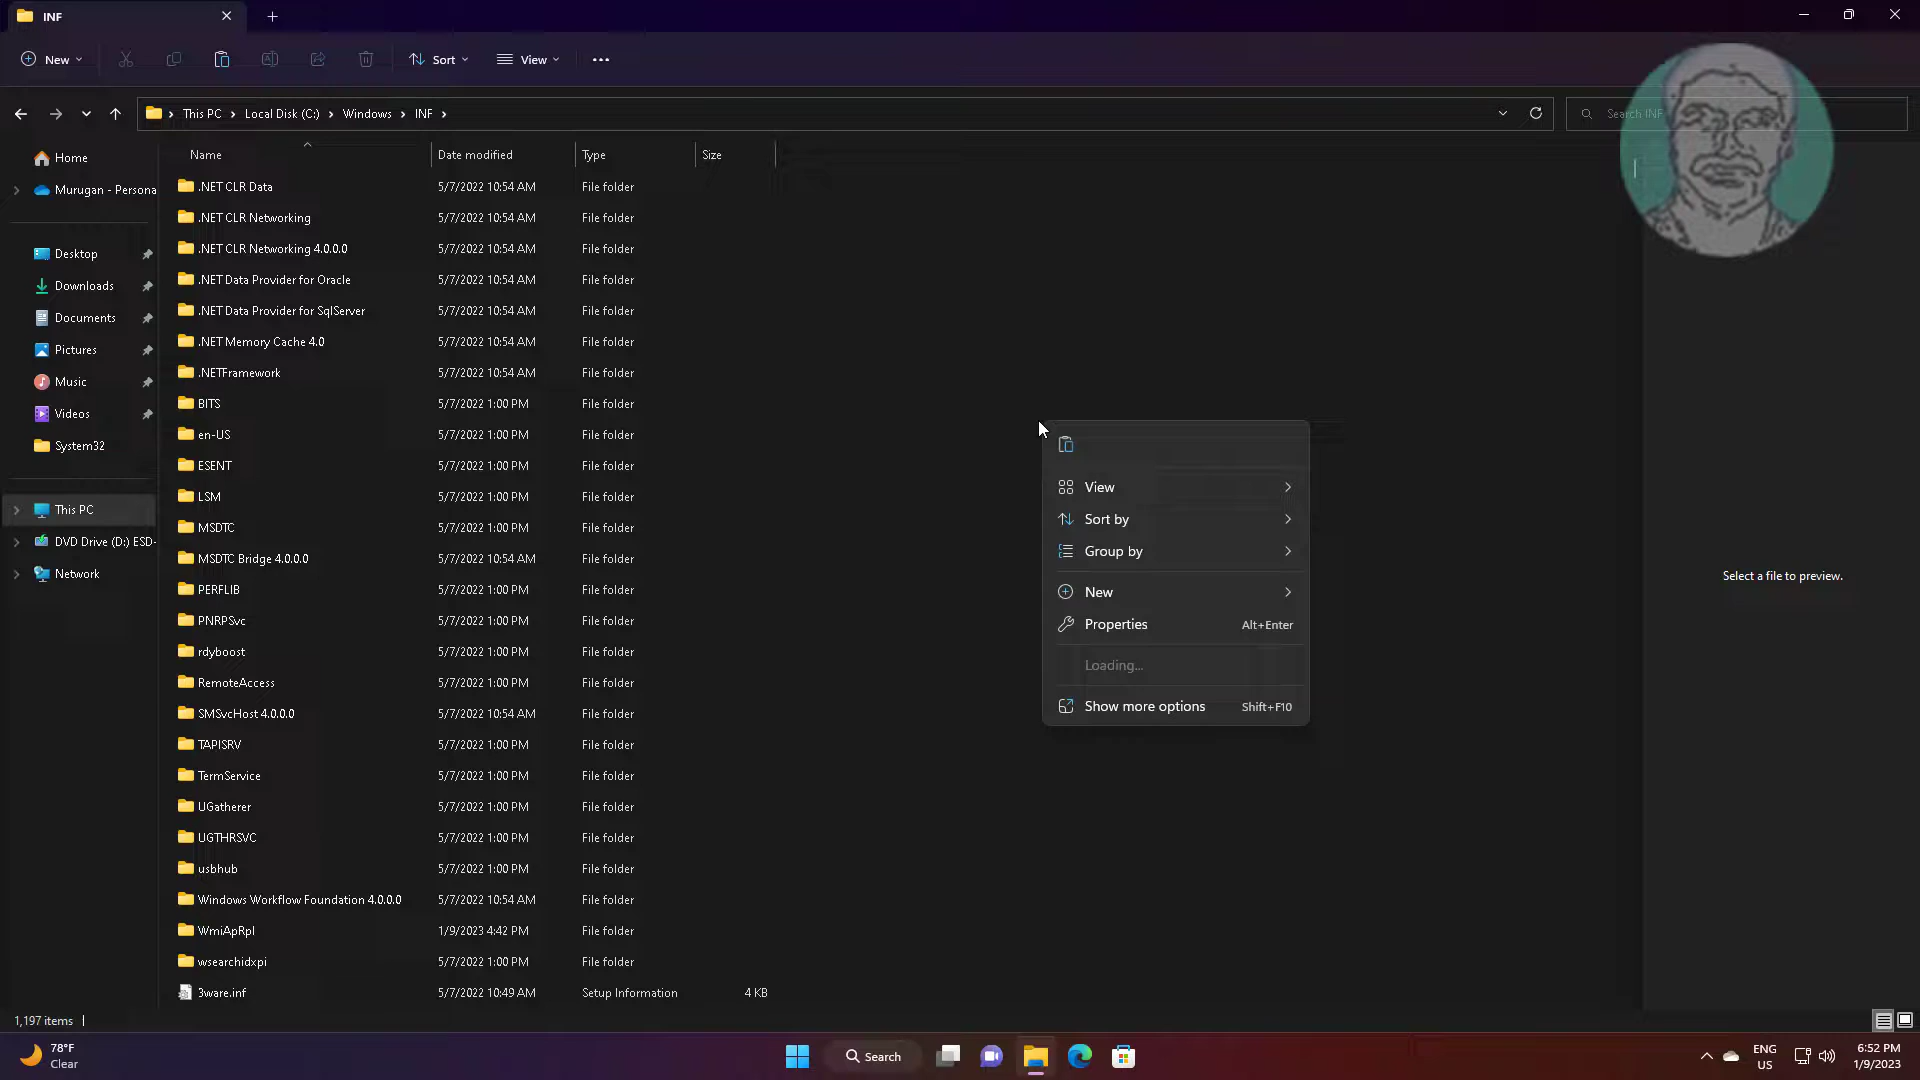 INF
New
Sort
View
This PC
Local Disk (C:)
Windows
INF
Search INF
Home
Murugan - Persona
Desktop
Downloads
Documents
Pictures
Music
Videos
System32
This PC
DVD Drive (D:) ESD-
Network
Name Date modified Type Size
.NET CLR Data 5/7/2022 10:54 AM File folder
.NET CLR Networking 5/7/2022 10:54 AM File folder
.NET CLR Networking 4.0.0.0 5/7/2022 10:54 AM File folder
.NET Data Provider for Oracle 5/7/2022 10:54 AM File folder
.NET Data Provider for SqlServer 5/7/2022 10:54 AM File folder
.NET Memory Cache 4.0 5/7/2022 10:54 AM File folder
.NETFramework 5/7/2022 10:54 AM File folder
BITS 5/7/2022 1:00 PM File folder
en-US 5/7/2022 1:00 PM File folder
ESENT 5/7/2022 1:00 PM File folder
LSM 5/7/2022 1:00 PM File folder
MSDTC 5/7/2022 1:00 PM File folder
MSDTC Bridge 4.0.0.0 5/7/2022 10:54 AM File folder
PERFLIB 5/7/2022 1:00 PM File folder
PNRPSvc 5/7/2022 1:00 PM File folder
rdyboost 5/7/2022 1:00 PM File folder
RemoteAccess 5/7/2022 1:00 PM File folder
SMSvcHost 4.0.0.0 5/7/2022 10:54 AM File folder
TAPISRV 5/7/2022 1:00 PM File folder
TermService 5/7/2022 1:00 PM File folder
UGatherer 5/7/2022 1:00 PM File folder
UGTHRSVC 5/7/2022 1:00 PM File folder
usbhub 5/7/2022 1:00 PM File folder
Windows Workflow Foundation 4.0.0.0 5/7/2022 10:54 AM File folder
WmiApRpl 1/9/2023 4:42 PM File folder
wsearchidxpi 5/7/2022 1:00 PM File folder
3ware.inf 5/7/2022 10:49 AM Setup Information 4 KB
View
Sort by
Group by
New
Properties Alt+Enter
Loading...
Show more options Shift+F10
Select a file to preview.
1,197 items
78°F
Clear
Search
ENG
US
6:52 PM
1/9/2023